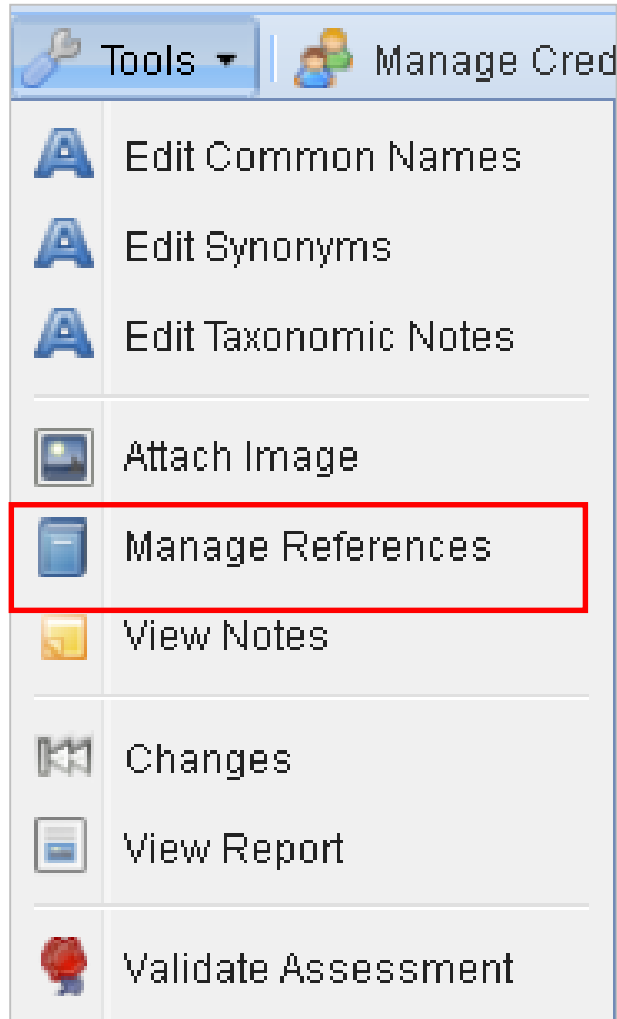 Tools Manage Cred
Edit Common Names
Edit Synonyms
Edit Taxonomic Notes
Attach Image
Manage References
View Notes
Changes
View Report
Validate Assessment